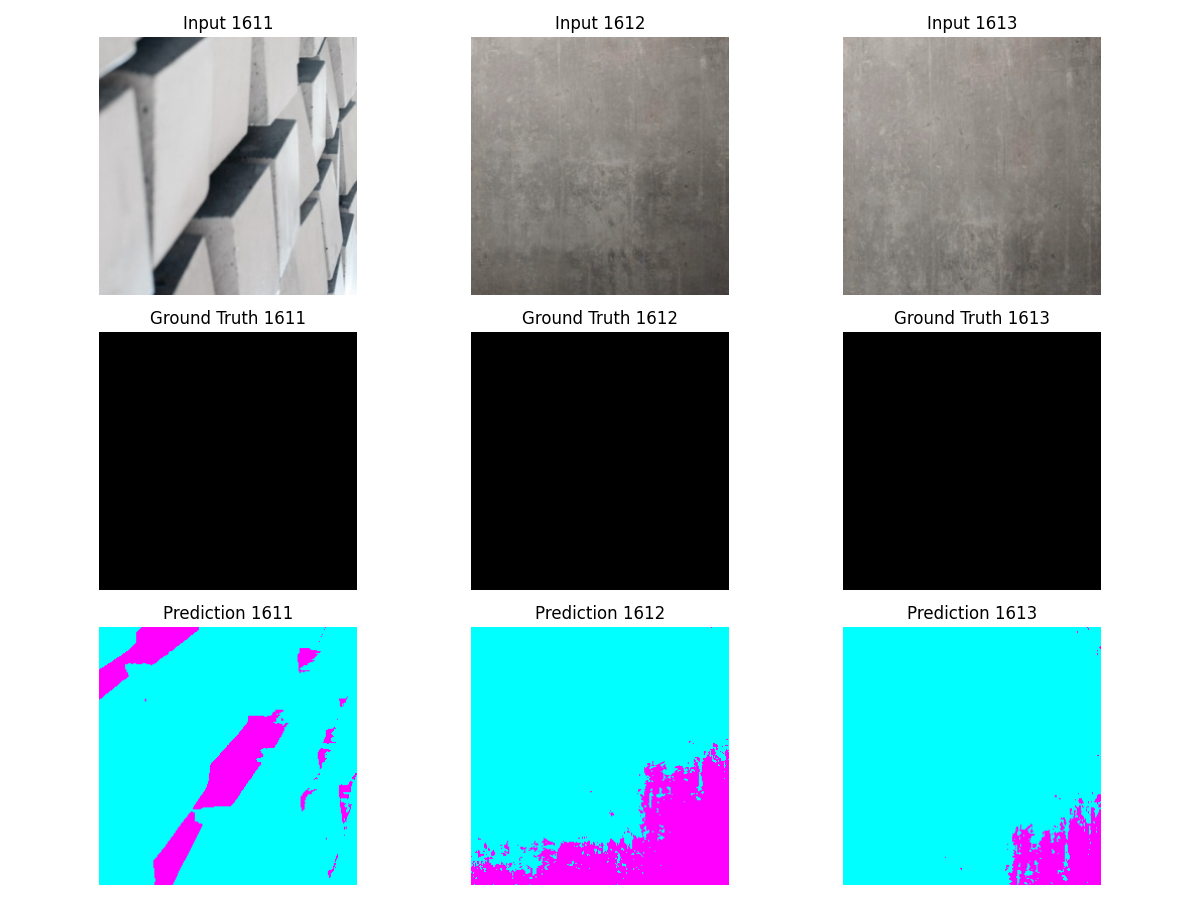 Input 1611
Input 1612
Input 1613
Ground Truth 1611
Ground Truth 1612
Ground Truth 1613
Prediction 1611
Prediction 1612
Prediction 1613